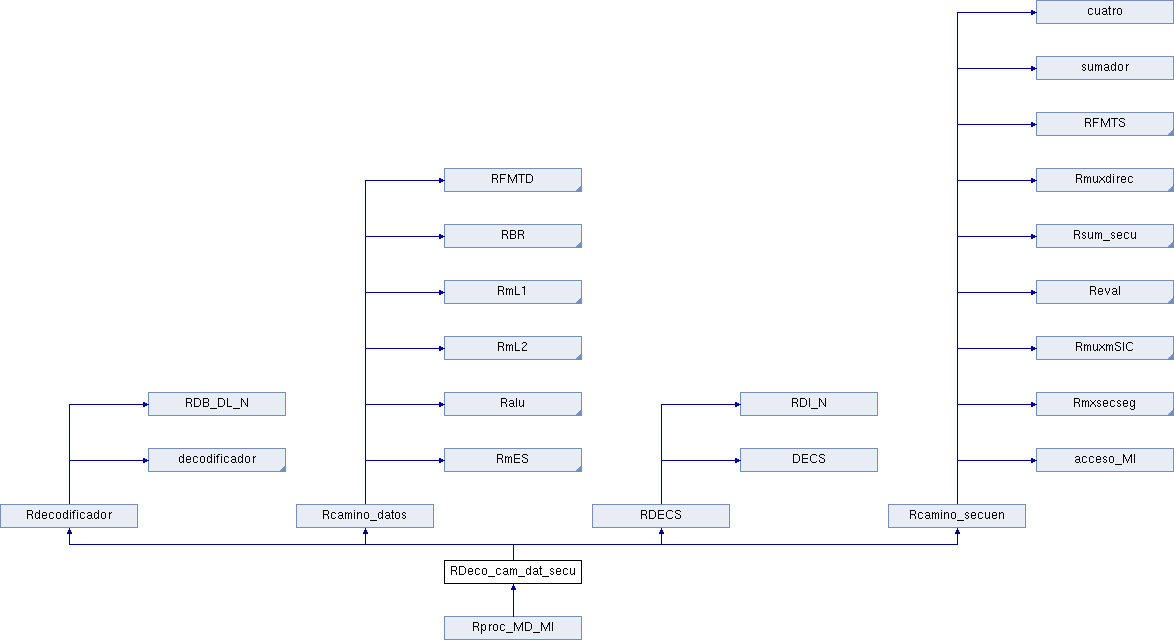 cuatro
sumador
RFMTS
RFMTD
Rmuxdirec
RBR
Rsum_secu
RmL1
Reval
RmL2
RmuxmSIC
RDB_DL_N
Ralu
RDI_N
Rmxsecseg
decodificador
RmES
DECS
acceso_MI
Rdecodificador
Rcamino_datos
RDECS
Rcamino_secuen
RDeco_cam_dat_secu
Rproc_MD_MI